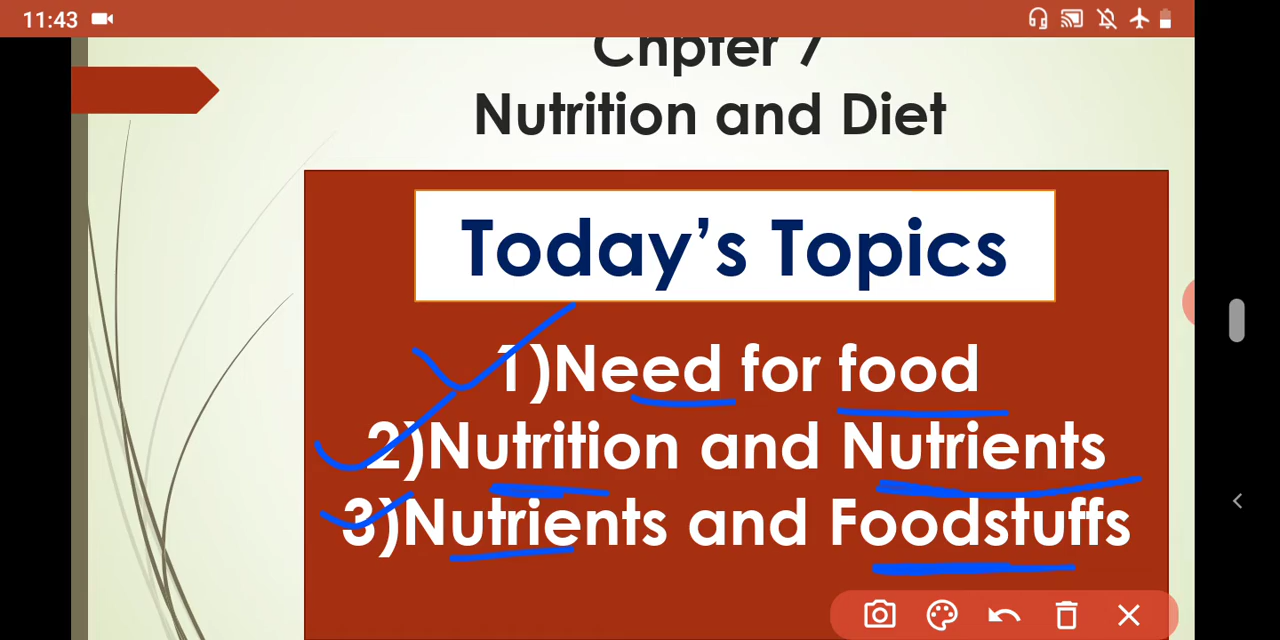 11:43
Chpter 7
Nutrition and Diet
Today's Topics
1)Need for food
2)Nutrition and Nutrients
3)Nutrients and Foodstuffs